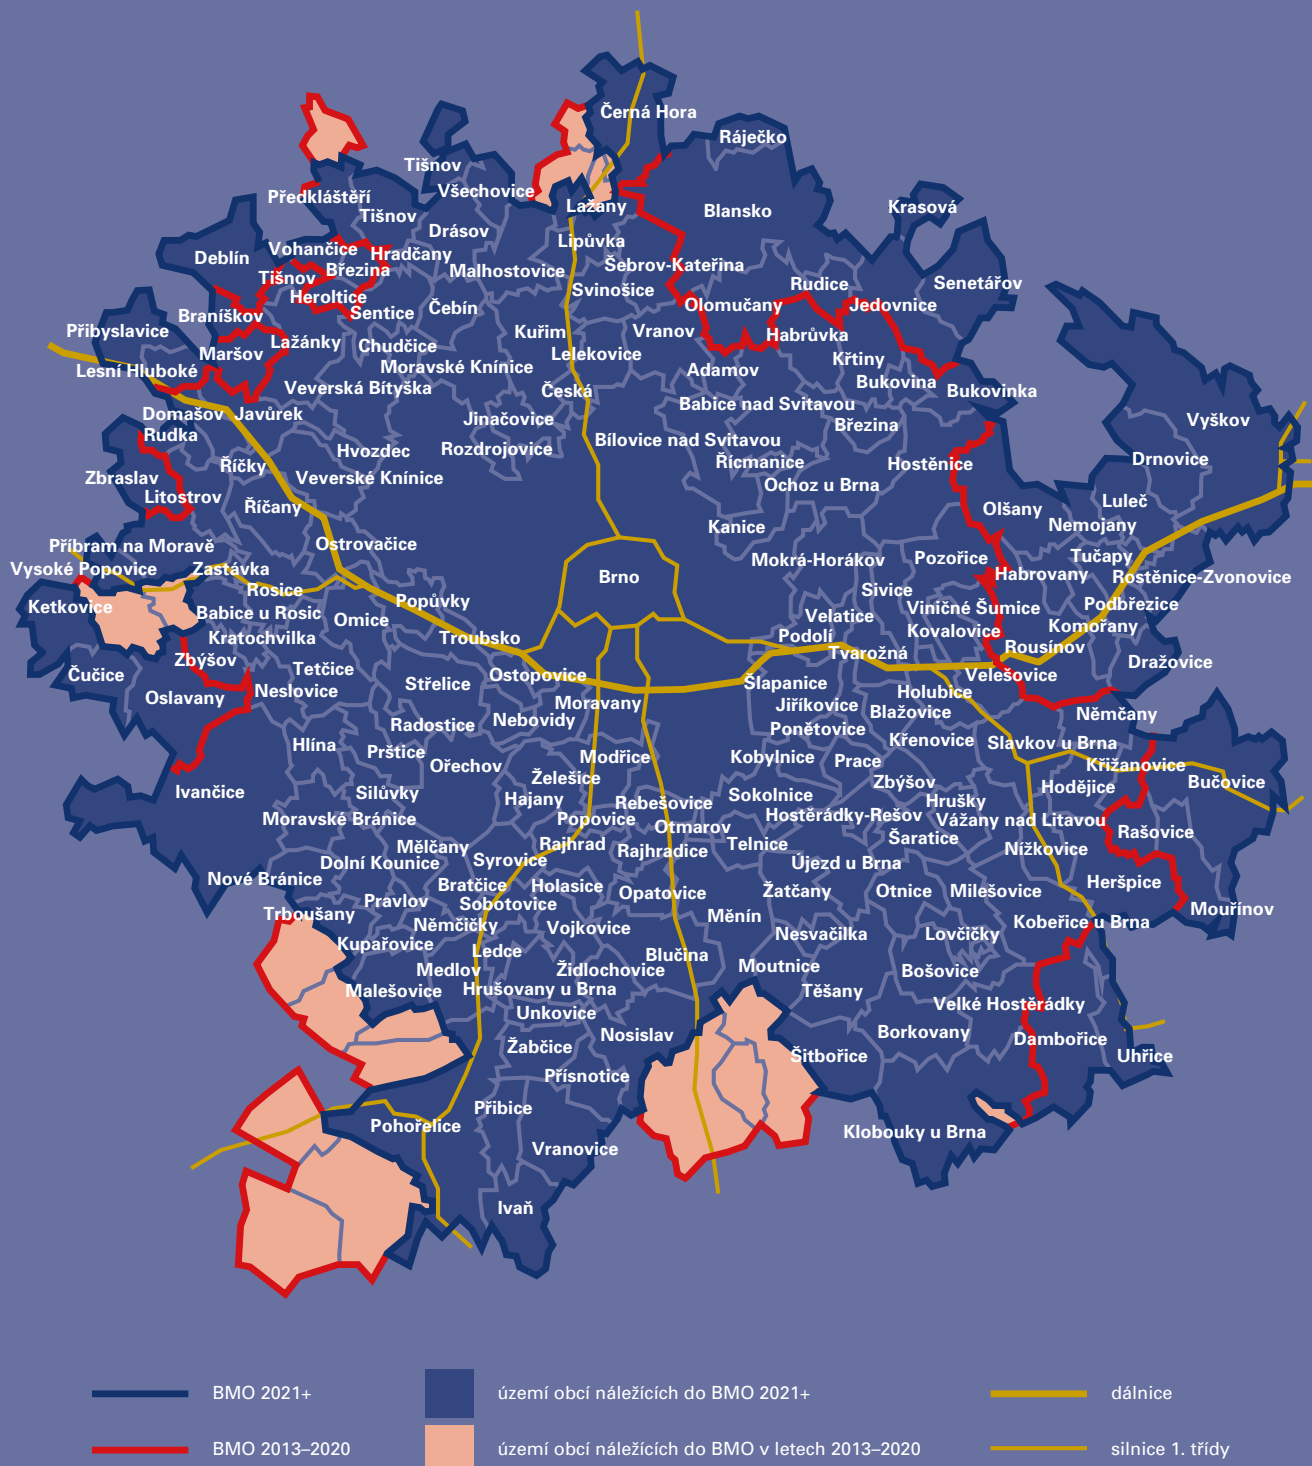 Černá Hora
Ráječko
Tišnov
Všechovice
Předkláštěří
Lažany
Krasová
Tišnov
Blansko
Drásov
Lipůvka
Vohančice
Hradčany
Deblín
Šebrov-Kateřina
Březina
Malhostovice
Tišnov
Rudice
Senetářov
Svinošice
Heroltice
Olomučany
Jedovnice
Čebín
Sentice
Braníškov
Přibyslavice
Kuřim
Vranov
Habrůvka
Lažánky
Chudčice
Maršov
Lelekovice
Křtiny
Moravské Knínice
Lesní Hluboké
Adamov
Bukovina
Veverská Bítyška
Česká
Bukovinka
Babice nad Svitavou
Domašov
Javůrek
Jinačovice
Vyškov
Březina
Rudka
Bílovice nad Svitavou
Hvozdec
Rozdrojovice
Drnovice
Říčky
Řícmanice
Hostěnice
Zbraslav
Veverské Knínice
Ochoz u Brna
Litostrov
Luleč
Říčany
Olšany
Nemojany
Kanice
Příbram na Moravě
Ostrovačice
Tučapy
Mokrá-Horákov
Pozořice
Vysoké Popovice
Zastávka
Habrovany
Rostěnice-Zvonovice
Brno
Rosice
Sivice
Popůvky
Podbřezice
Ketkovice
Viničné Šumice
Babice u Rosic
Velatice
Omice
Komořany
Kovalovice
Podolí
Kratochvilka
Troubsko
Rousínov
Tvarožná
Zbýšov
Dražovice
Tetčice
Čučice
Ostopovice
Velešovice
Střelice
Šlapanice
Neslovice
Holubice
Oslavany
Moravany
Jiříkovice
Blažovice
Němčany
Nebovidy
Radostice
Ponětovice
Křenovice
Slavkov u Brna
Hlína
Prštice
Modřice
Kobylnice
Prace
Ořechov
Křižanovice
Želešice
Zbýšov
Bučovice
Hodějice
Ivančice
Silůvky
Sokolnice
Hajany
Hrušky
Rebešovice
Hostěrádky-Rešov
Moravské Bránice
Popovice
Vážany nad Litavou
Otmarov
Rašovice
Šaratice
Mělčany
Rajhrad
Telnice
Rajhradice
Nížkovice
Dolní Kounice
Syrovice
Újezd u Brna
Nové Bránice
Heršpice
Bratčice
Holasice
Opatovice
Žatčany
Otnice
Milešovice
Pravlov
Sobotovice
Mouřínov
Trboušany
Měnín
Kobeřice u Brna
Němčičky
Vojkovice
Nesvačilka
Lovčičky
Kupařovice
Ledce
Blučina
Medlov
Židlochovice
Moutnice
Bošovice
Malešovice
Hrušovany u Brna
Těšany
Velké Hostěrádky
Unkovice
Borkovany
Nosislav
Dambořice
Žabčice
Šitbořice
Uhřice
Přísnotice
Přibice
Pohořelice
Klobouky u Brna
Vranovice
Ivaň
BMO 2021+
území obcí náležících do BMO 2021+
dálnice
BMO 2013–2020
území obcí náležících do BMO v letech 2013–2020
silnice 1. třídy